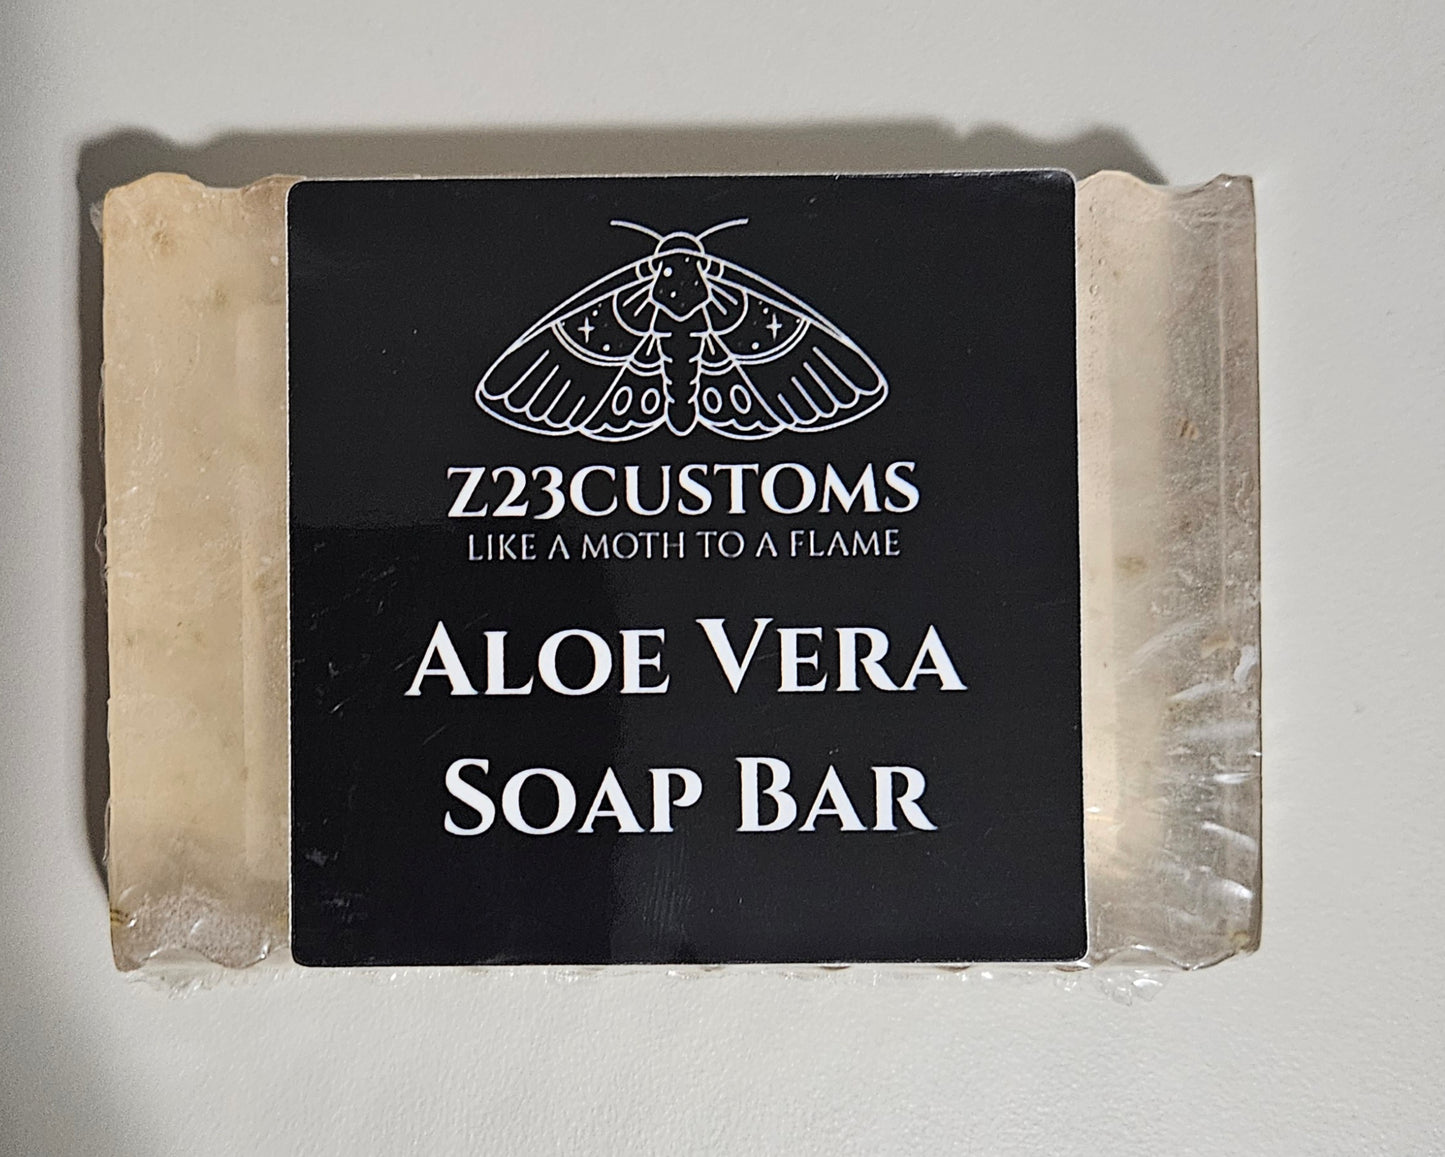 Z23CUSTOMS
LIKE A MOTH TO A FLAME
ALOE VERA
SOAP BAR